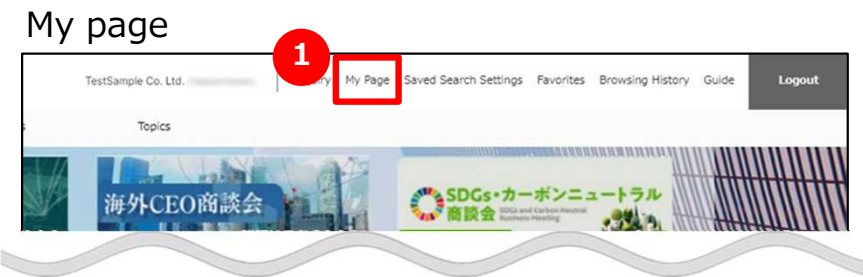 My page
1
TestSample Co. Ltd.
My Page Saved Search Settings Favorites Browsing History Guide Logout
Topics
海外CEO商談会
SDGs・カーボンニュートラル
商談会 SDGs and Carbon Neutral
Business Meeting